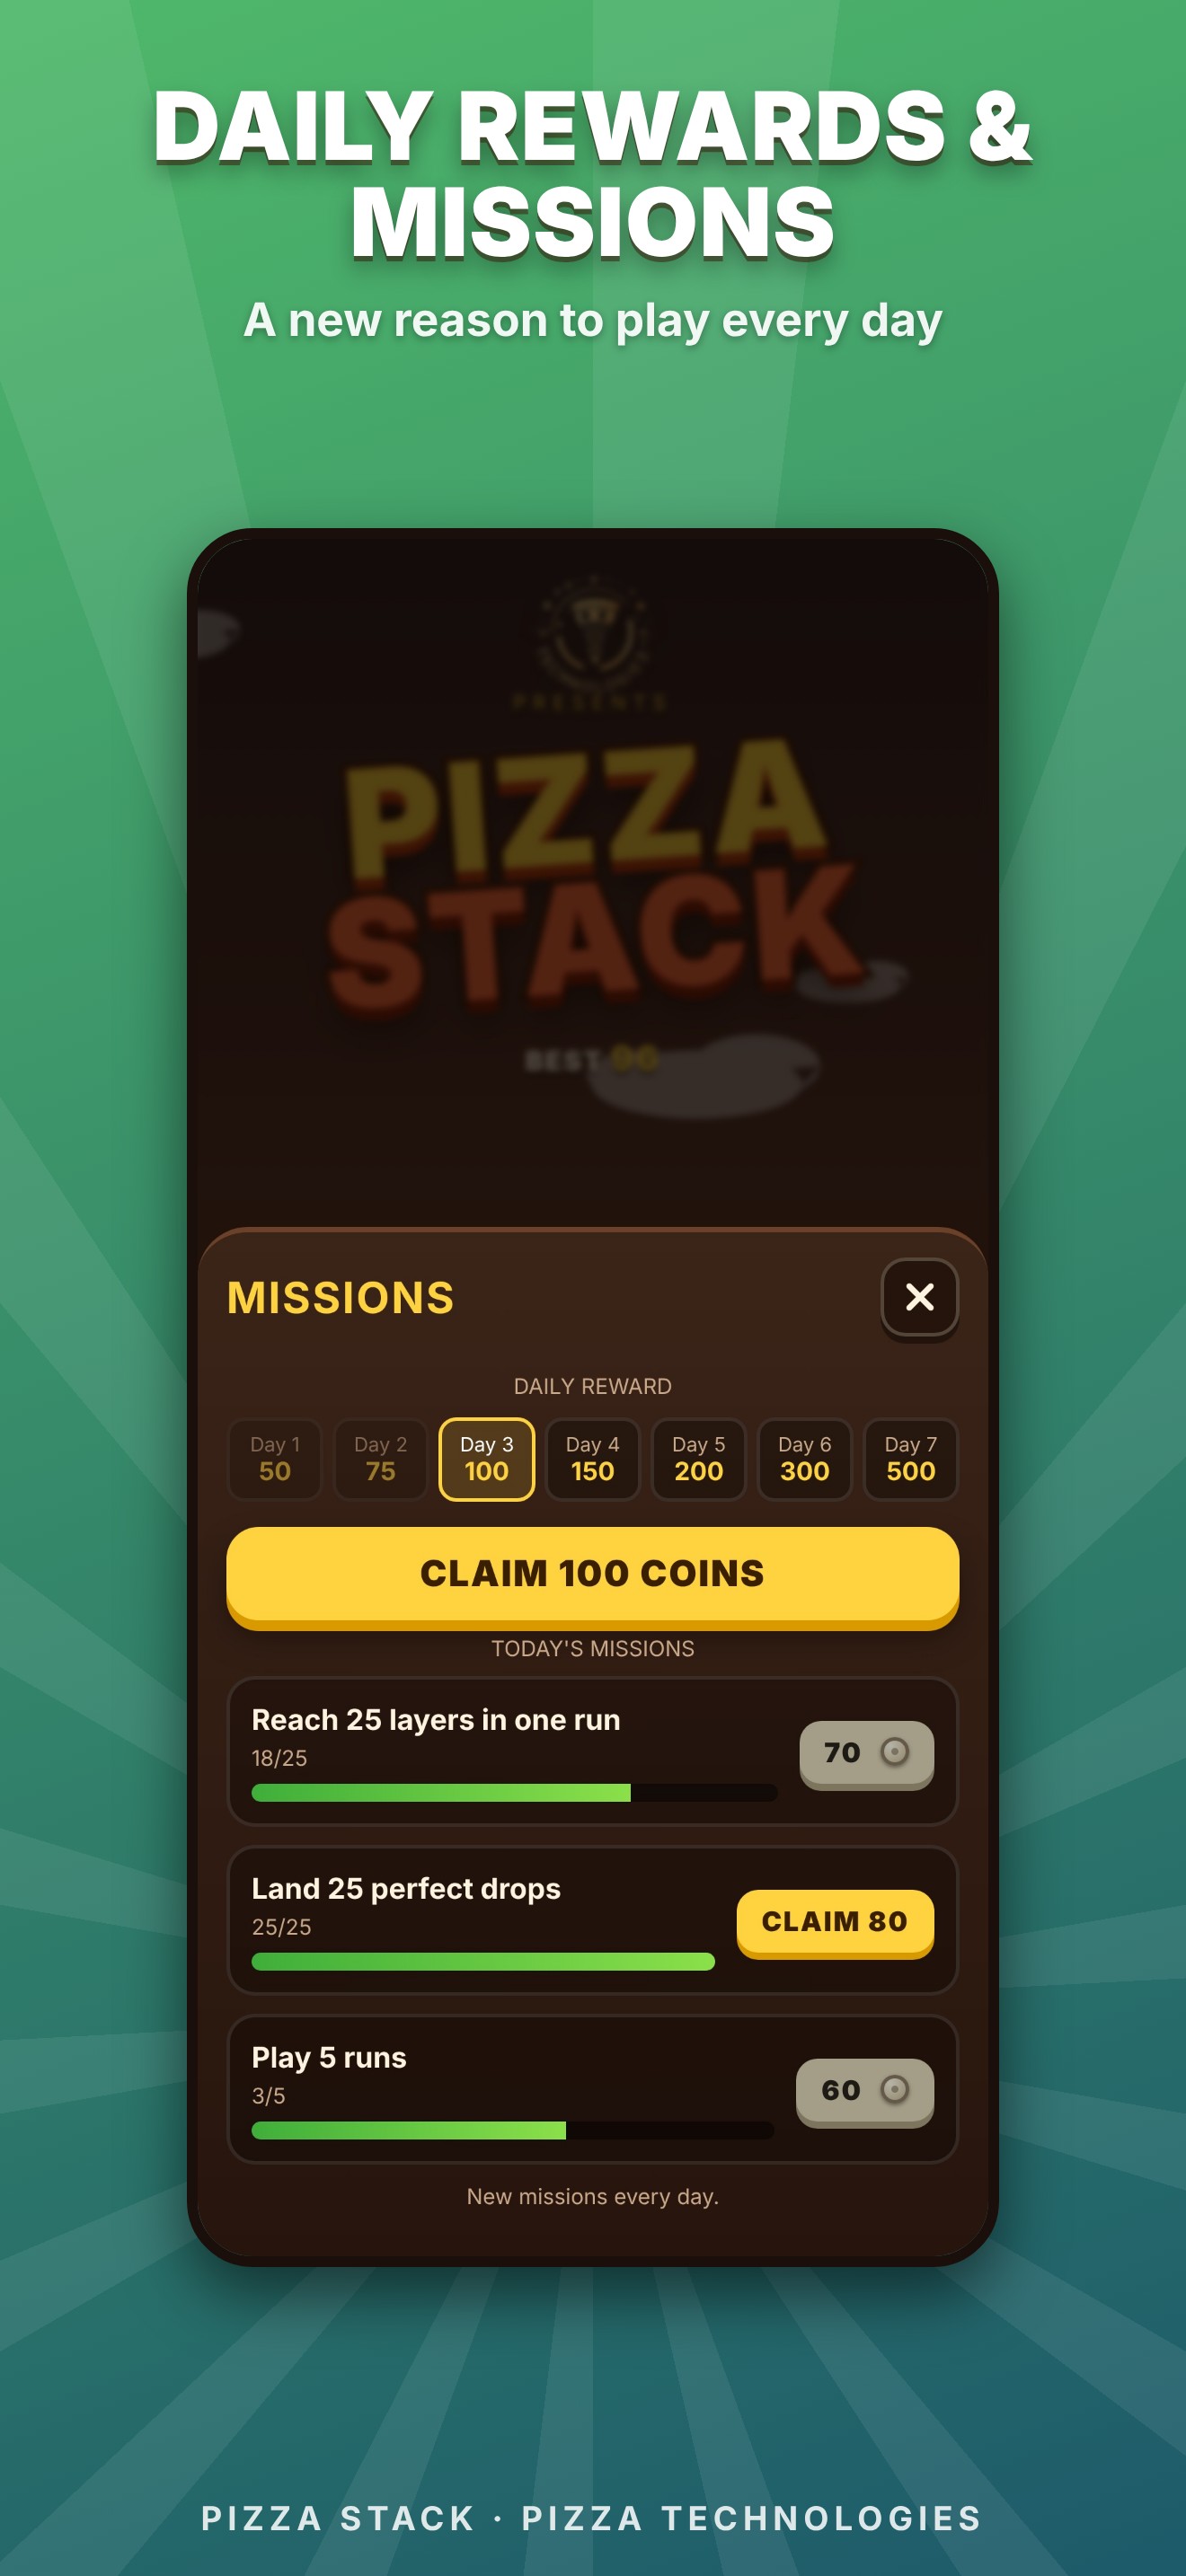 DAILY REWARDS &
MISSIONS
A new reason to play every day
PRESENTS
PIZZA
STACK
BEST 96
MISSIONS
DAILY REWARD
Day 1
50
Day 2
75
Day 3
100
Day 4
150
Day 5
200
Day 6
300
Day 7
500
CLAIM 100 COINS
TODAY'S MISSIONS
Reach 25 layers in one run
18/25
70
Land 25 perfect drops
25/25
CLAIM 80
Play 5 runs
3/5
60
New missions every day.
PIZZA STACK · PIZZA TECHNOLOGIES